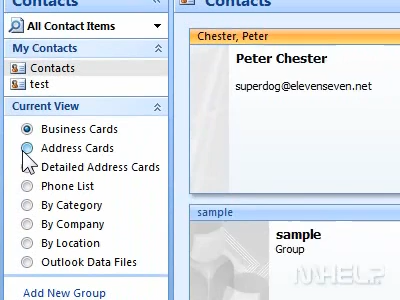 Contacts
All Contact Items
My Contacts
Contacts
test
Current View
Business Cards
Address Cards
Detailed Address Cards
Phone List
By Category
By Company
By Location
Outlook Data Files
Add New Group
Contacts
Chester, Peter
Peter Chester
superdog@elevenseven.net
sample
sample
Group
MHELP